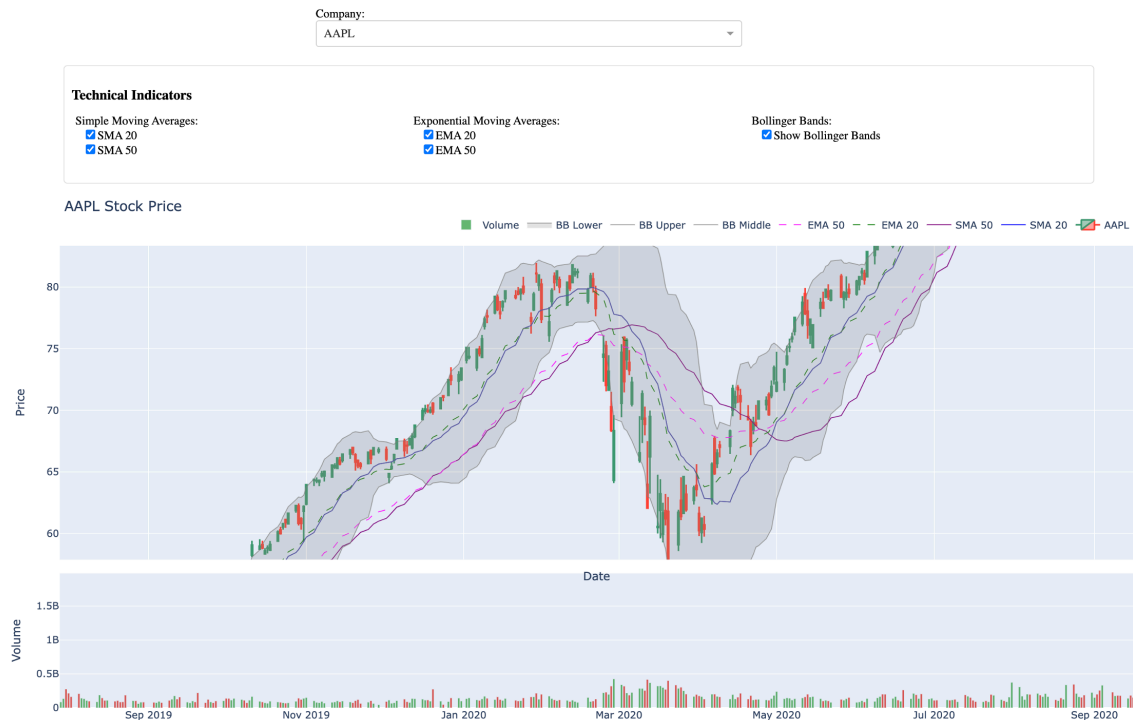 Company:
AAPL
Technical Indicators
Simple Moving Averages: Exponential Moving Averages: Bollinger Bands:
SMA 20 EMA 20 Show Bollinger Bands
SMA 50 EMA 50
AAPL Stock Price
Volume BB Lower BB Upper BB Middle EMA 50 EMA 20 SMA 50 SMA 20 AAPL
80
75
Price
70
65
60
Date
1.5B
1B
Volume
0.5B
0
Sep 2019 Nov 2019 Jan 2020 Mar 2020 May 2020 Jul 2020 Sep 2020